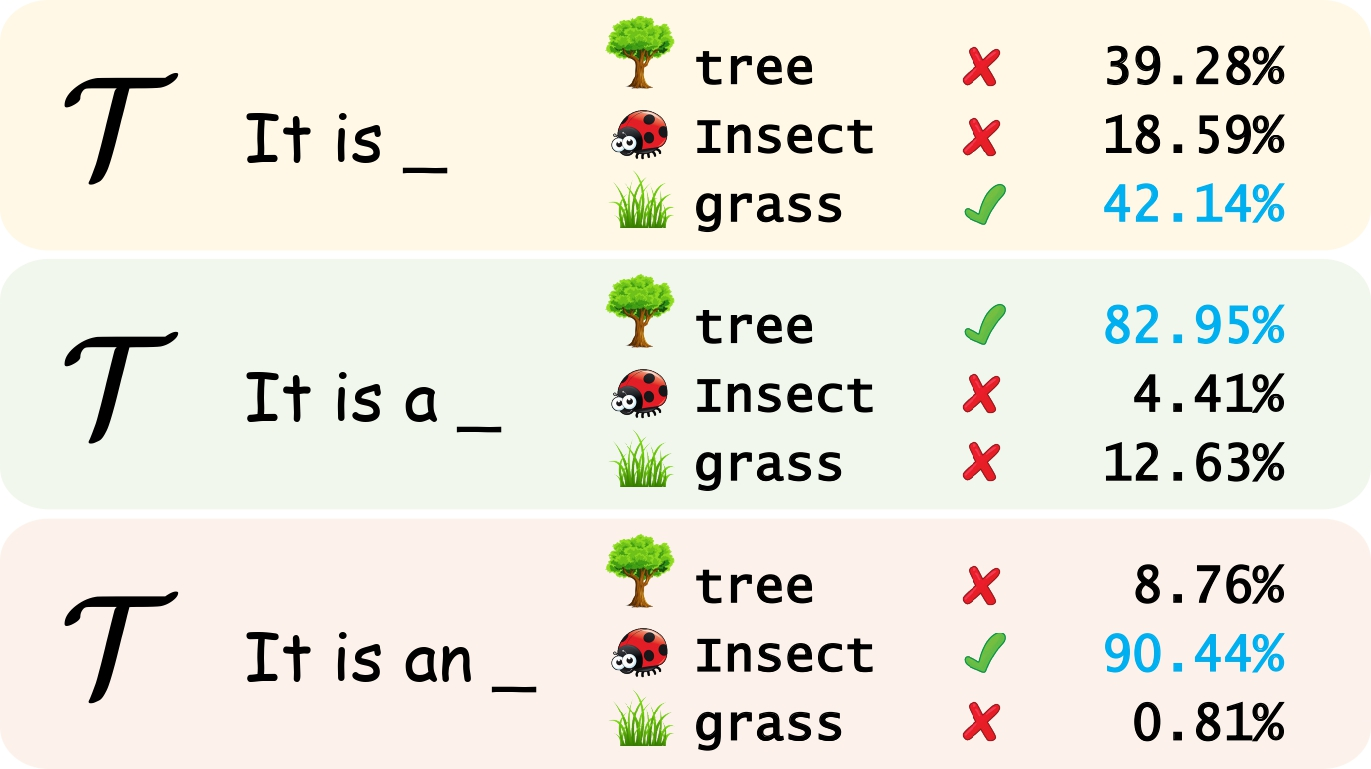 T It is _
tree ✗ 39.28%
Insect ✗ 18.59%
grass ✓ 42.14%
T It is a _
tree ✓ 82.95%
Insect ✗ 4.41%
grass ✗ 12.63%
T It is an _
tree ✗ 8.76%
Insect ✓ 90.44%
grass ✗ 0.81%